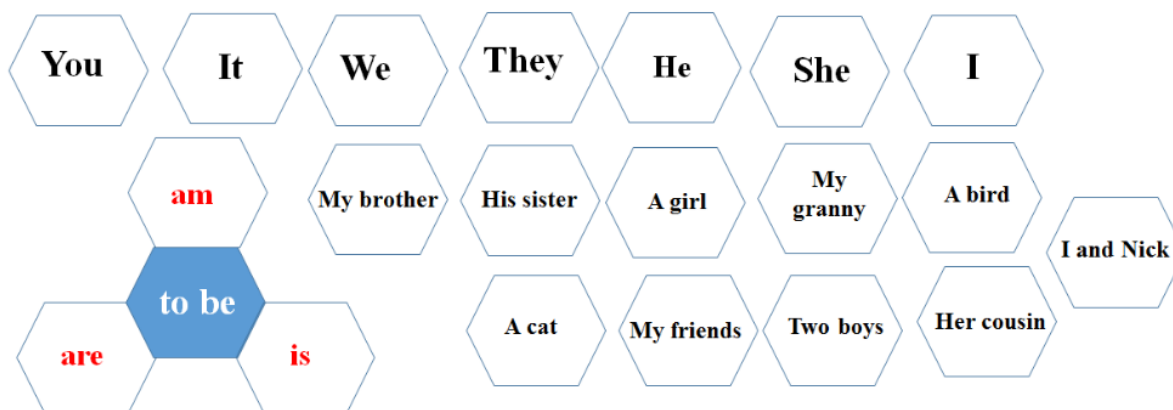 You
It
We
They
He
She
I
am
My brother
His sister
A girl
My
granny
A bird
I and Nick
to be
A cat
My friends
Two boys
Her cousin
are
is